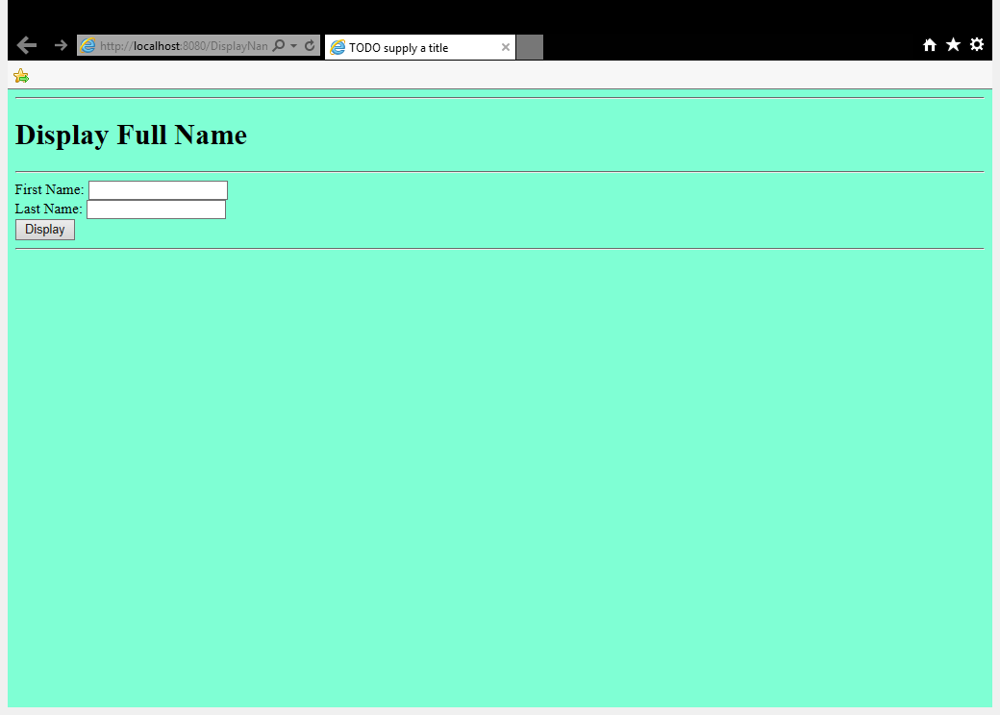 http://localhost:8080/DisplayNan
TODO supply a title
Display Full Name
First Name:
Last Name:
Display